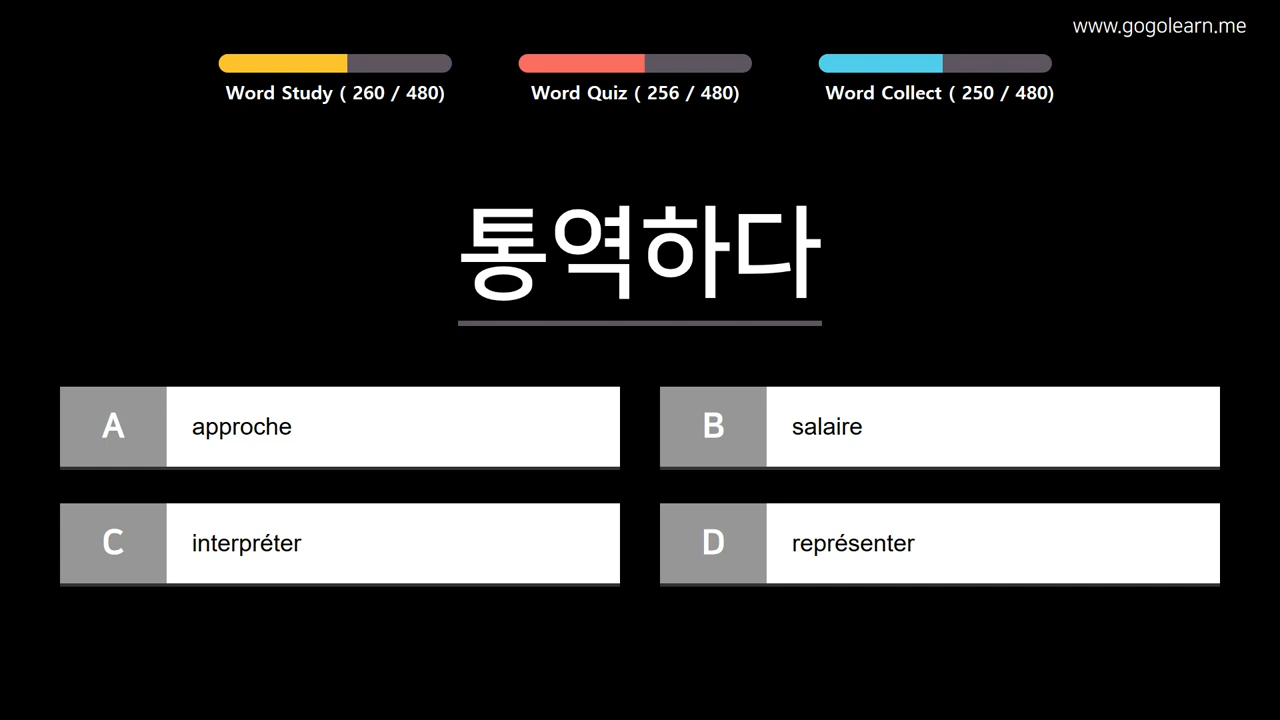 www.gogolearn.me
Word Study ( 260 / 480)
Word Quiz ( 256 / 480)
Word Collect ( 250 / 480)
통역하다
A approche
B salaire
C interpréter
D représenter